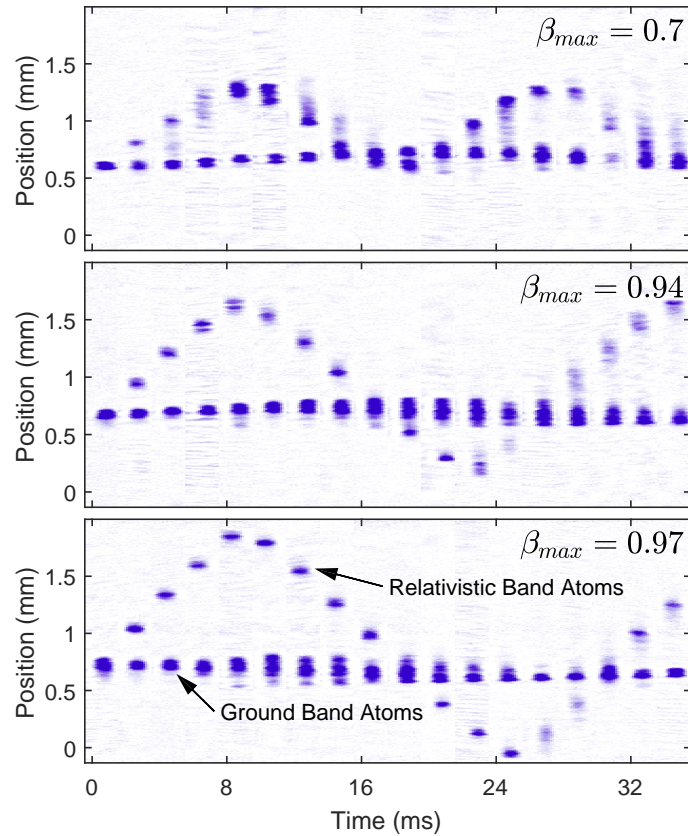 β_max = 0.7
Position (mm)
1.5
1
0.5
0
β_max = 0.94
Position (mm)
1.5
1
0.5
0
β_max = 0.97
Position (mm)
1.5
1
0.5
0
Relativistic Band Atoms
Ground Band Atoms
0 8 16 24 32
Time (ms)